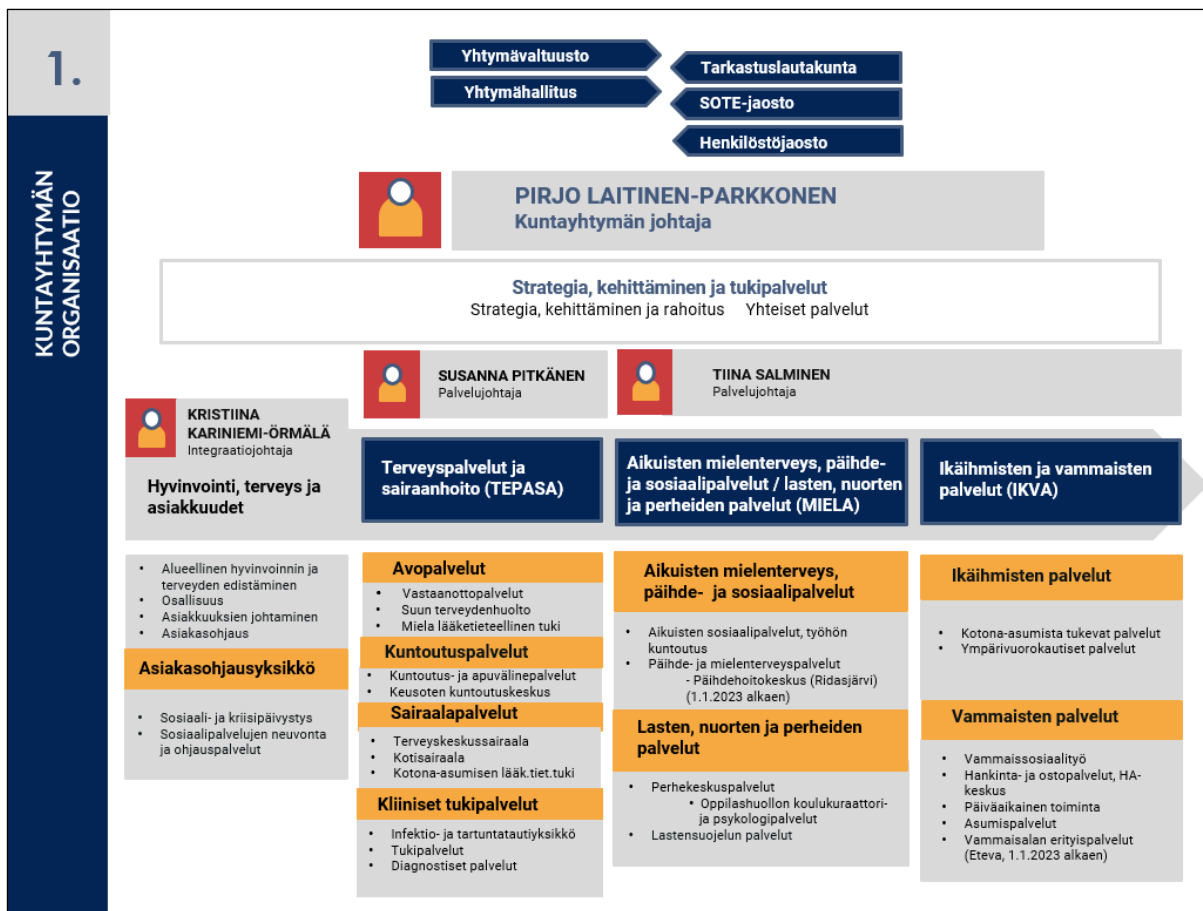 1.
KUNTAYHTYMÄN
ORGANISAATIO
Yhtymävaltuusto
Yhtymähallitus
Tarkastuslautakunta
SOTE-jaosto
Henkilöstöjaosto
PIRJO LAITINEN-PARKKONEN
Kuntayhtymän johtaja
Strategia, kehittäminen ja tukipalvelut
Strategia, kehittäminen ja rahoitus Yhteiset palvelut
KRISTIINA
KARINIEMI-ÖRMÄLÄ
Integraatiojohtaja
Hyvinvointi, terveys ja
asiakkuudet
• Alueellinen hyvinvoinnin ja
terveyden edistäminen
• Osallisuus
• Asiakkuuksien johtaminen
• Asiakasohjaus
Asiakasohjausyksikkö
• Sosiaali- ja kriisipäivystys
• Sosiaalipalvelujen neuvonta
ja ohjauspalvelut
SUSANNA PITKÄNEN
Palvelujohtaja
Terveyspalvelut ja
sairaanhoito (TEPASA)
Avopalvelut
• Vastaanottopalvelut
• Suun terveydenhuolto
• Miela lääketieteellinen tuki
Kuntoutuspalvelut
• Kuntoutus- ja apuvälinepalvelut
• Keusoten kuntoutuskeskus
Sairaalapalvelut
• Terveyskeskussairaala
• Kotisairaala
• Kotona-asumisen lääk.tiet.tuki
Kliiniset tukipalvelut
• Infektio- ja tartuntatautiyksikkö
• Tukipalvelut
• Diagnostiset palvelut
TIINA SALMINEN
Palvelujohtaja
Aikuisten mielenterveys, päihde-
ja sosiaalipalvelut / lasten, nuorten
ja perheiden palvelut (MIELA)
Aikuisten mielenterveys,
päihde- ja sosiaalipalvelut
• Aikuisten sosiaalipalvelut, työhön
kuntoutus
• Päihde- ja mielenterveyspalvelut
- Päihdehoitokeskus (Ridasjärvi)
(1.1.2023 alkaen)
Lasten, nuorten ja perheiden
palvelut
• Perhekeskuspalvelut
• Oppilashuollon koulukuraattori-
ja psykologipalvelut
• Lastensuojelun palvelut
Ikäihmisten ja vammaisten
palvelut (IKVA)
Ikäihmisten palvelut
• Kotona-asumista tukevat palvelut
• Ympärivuorokautiset palvelut
Vammaisten palvelut
• Vammaissosiaalityö
• Hankinta- ja ostopalvelut, HA-
keskus
• Päiväaikainen toiminta
• Asumispalvelut
• Vammaisalan erityispalvelut
(Eteva, 1.1.2023 alkaen)